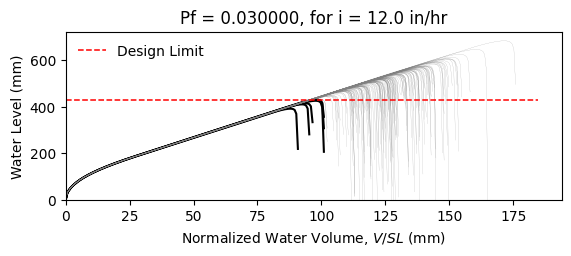 Pf = 0.030000, for i = 12.0 in/hr
Design Limit
Water Level (mm)
600
400
200
0
0 25 50 75 100 125 150 175
Normalized Water Volume, V/SL (mm)